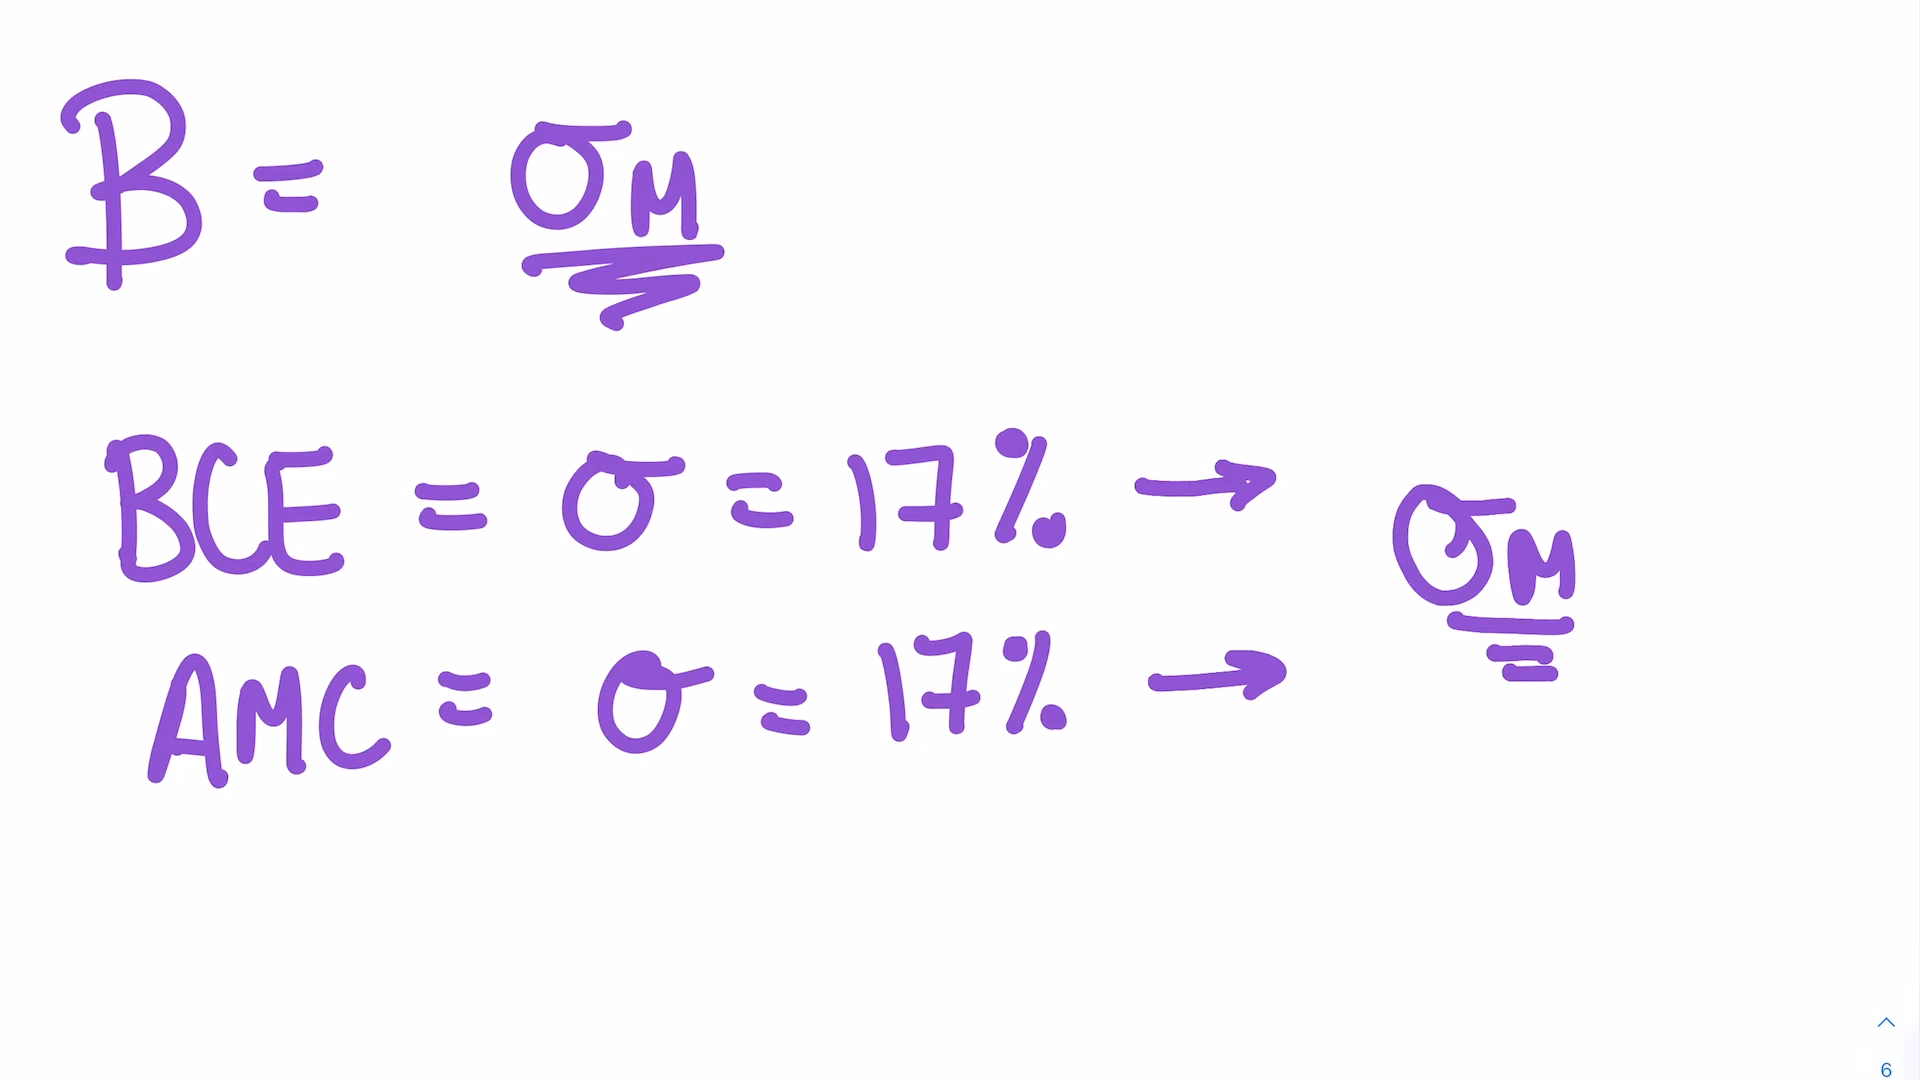 B = σM
BCE = σ = 17% →
σM
AMC = σ = 17% →
6